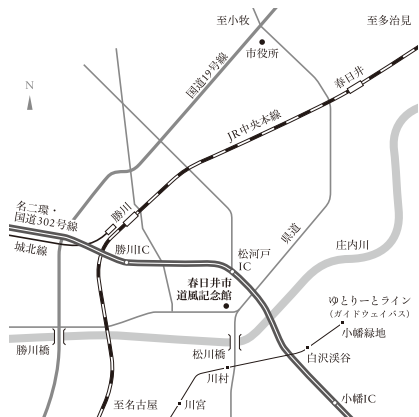 至小牧
至多治見
市役所
国道19号線
春日井
N
JR中央本線
名二環・
国道302号線
勝川
城北線
勝川IC
松河戸
IC
県道
庄内川
春日井市
道風記念館
ゆとりーとライン
(ガイドウェイバス)
小幡緑地
勝川橋
松川橋
白沢渓谷
川村
至名古屋
川宮
小幡IC